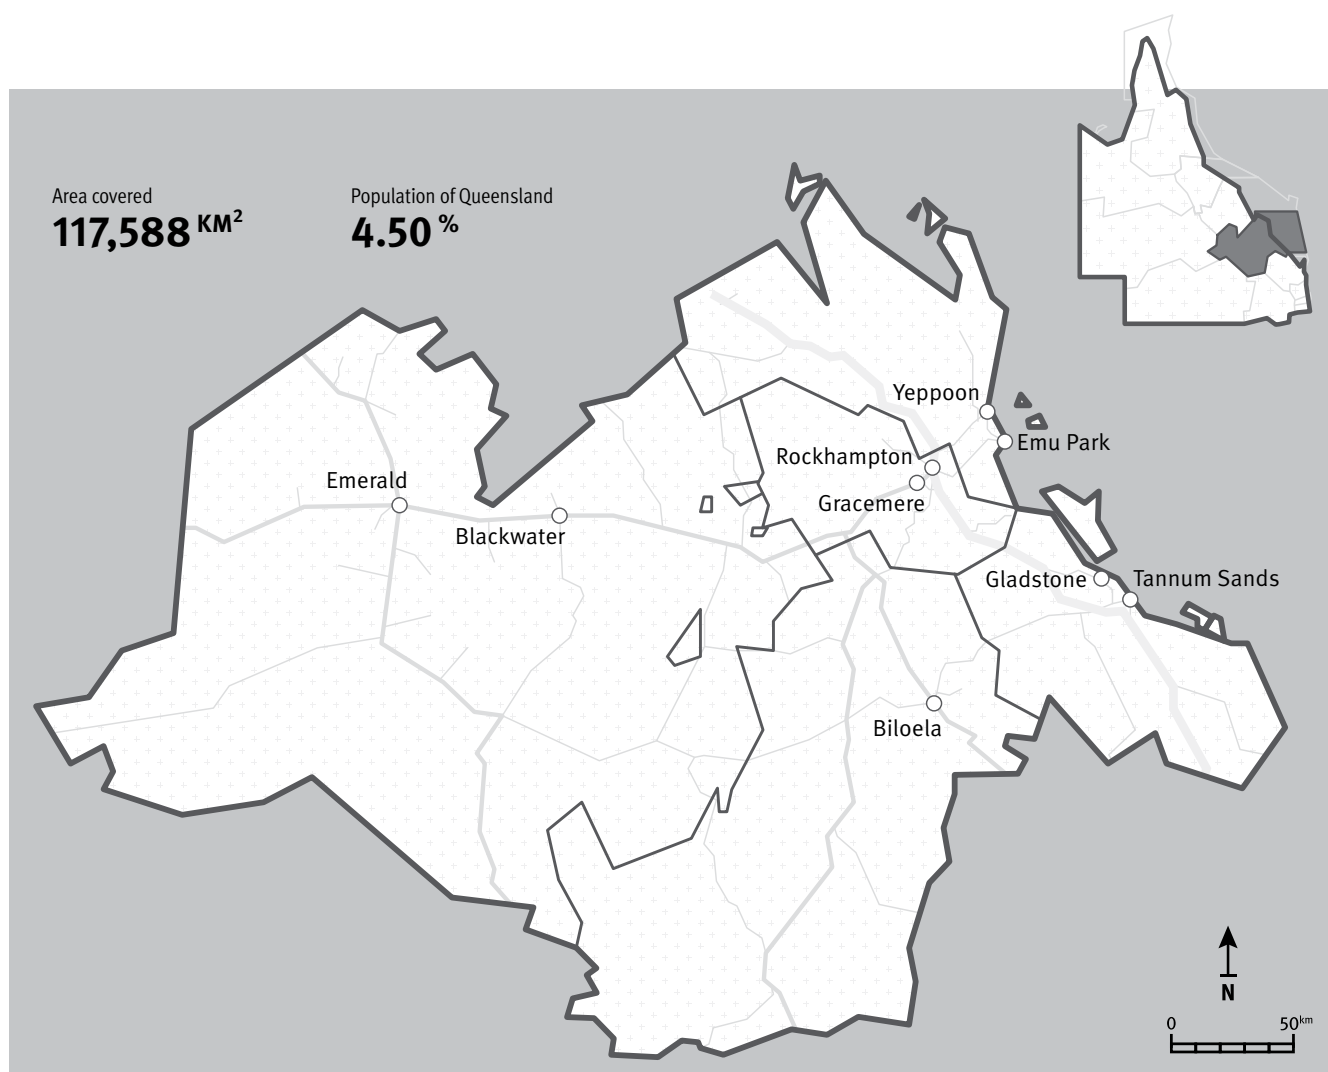 Area covered
117,588 KM²
Population of Queensland
4.50 %
Yeppoon
Emu Park
Rockhampton
Gracemere
Emerald
Blackwater
Gladstone
Tannum Sands
Biloela
N
0 50km